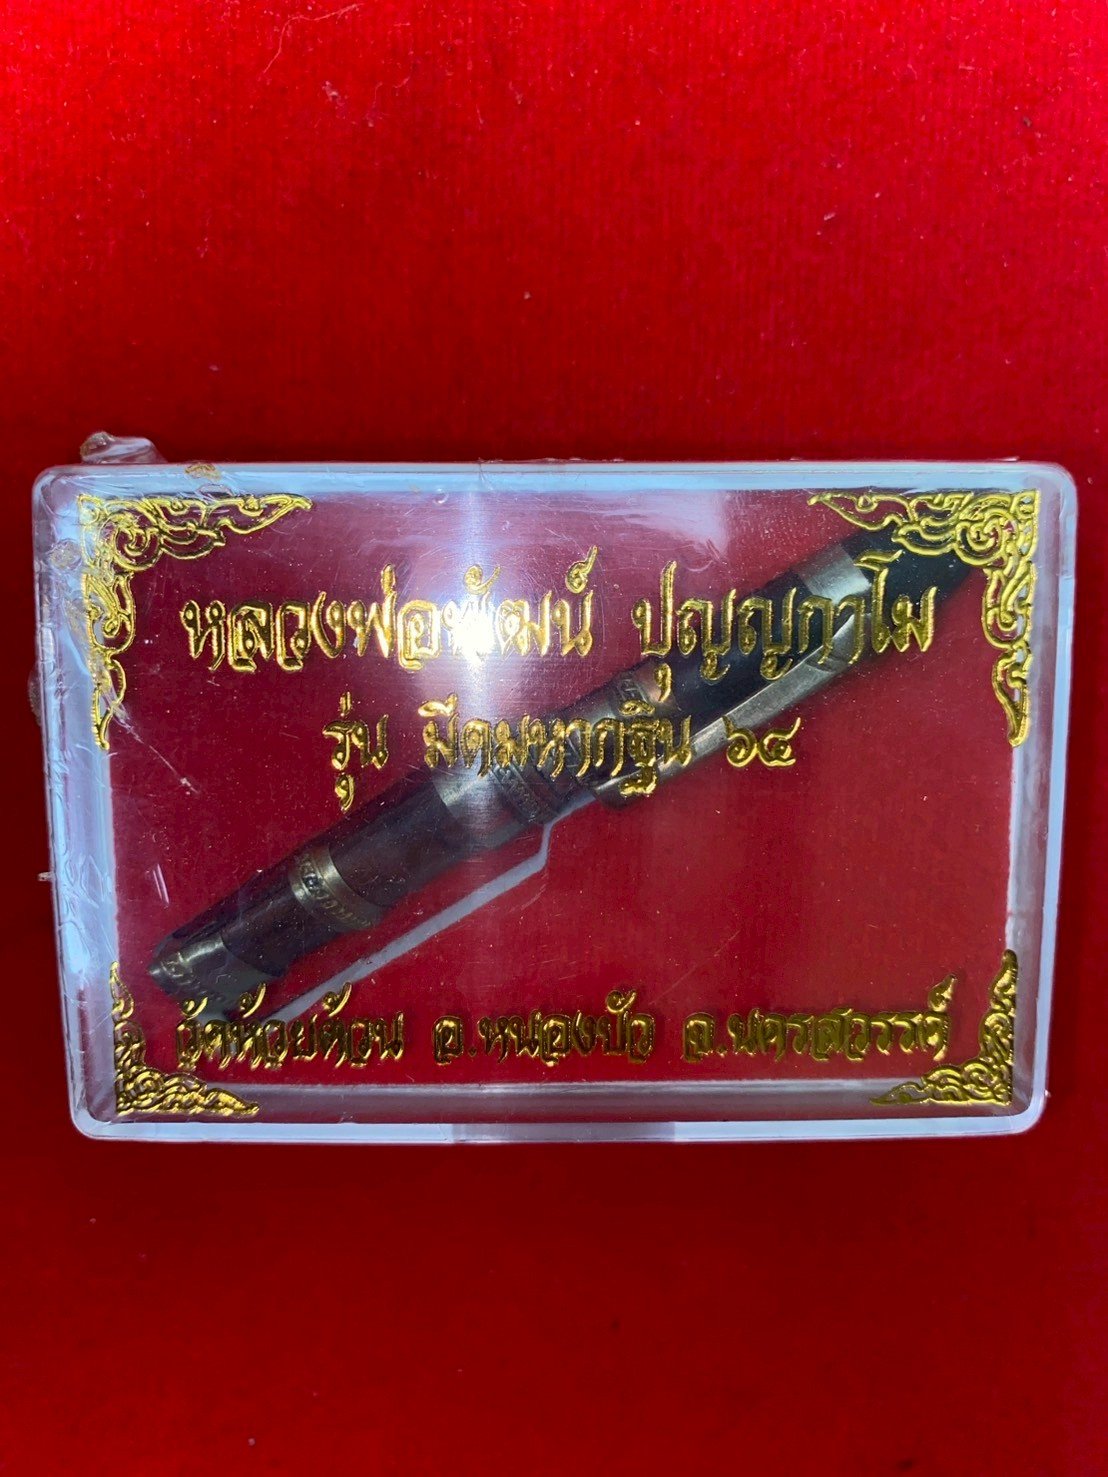 หลวงพ่อพัฒน์ ปุญญกาโม
รุ่น มีดมหากฐิน ๖๔
วัดห้วยด้วน อ.หนองบัว จ.นครสวรรค์